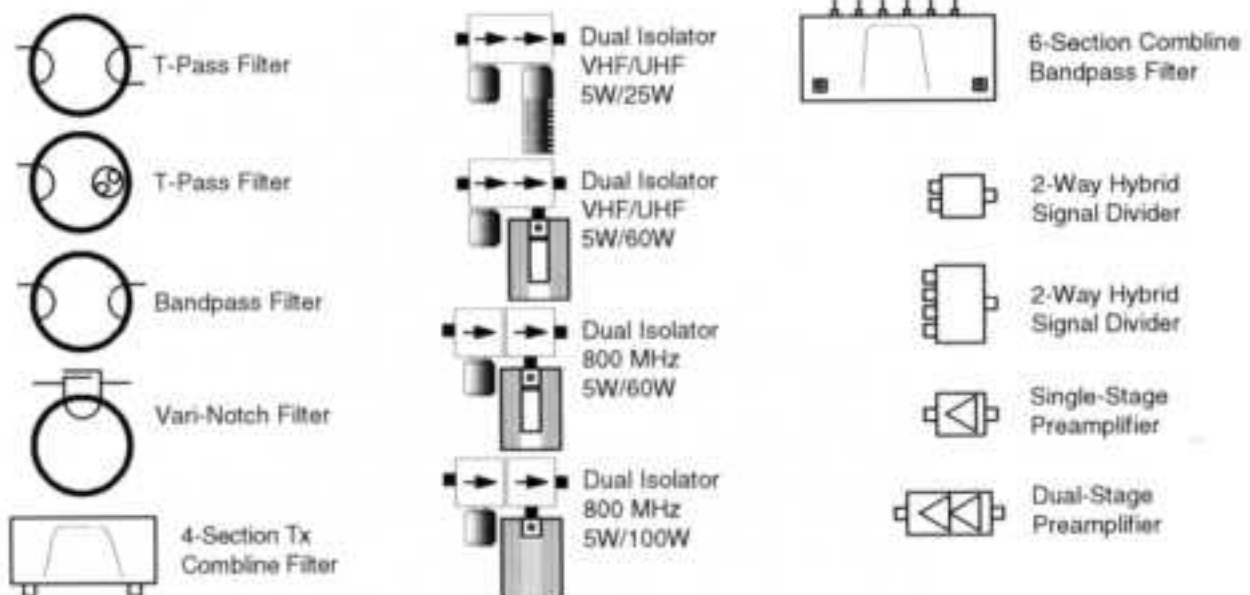 T-Pass Filter
T-Pass Filter
Bandpass Filter
Vari-Notch Filter
4-Section Tx
Combline Filter
Dual Isolator
VHF/UHF
5W/25W
Dual Isolator
VHF/UHF
5W/60W
Dual Isolator
800 MHz
5W/60W
Dual Isolator
800 MHz
5W/100W
6-Section Combline
Bandpass Filter
2-Way Hybrid
Signal Divider
2-Way Hybrid
Signal Divider
Single-Stage
Preamplifier
Dual-Stage
Preamplifier